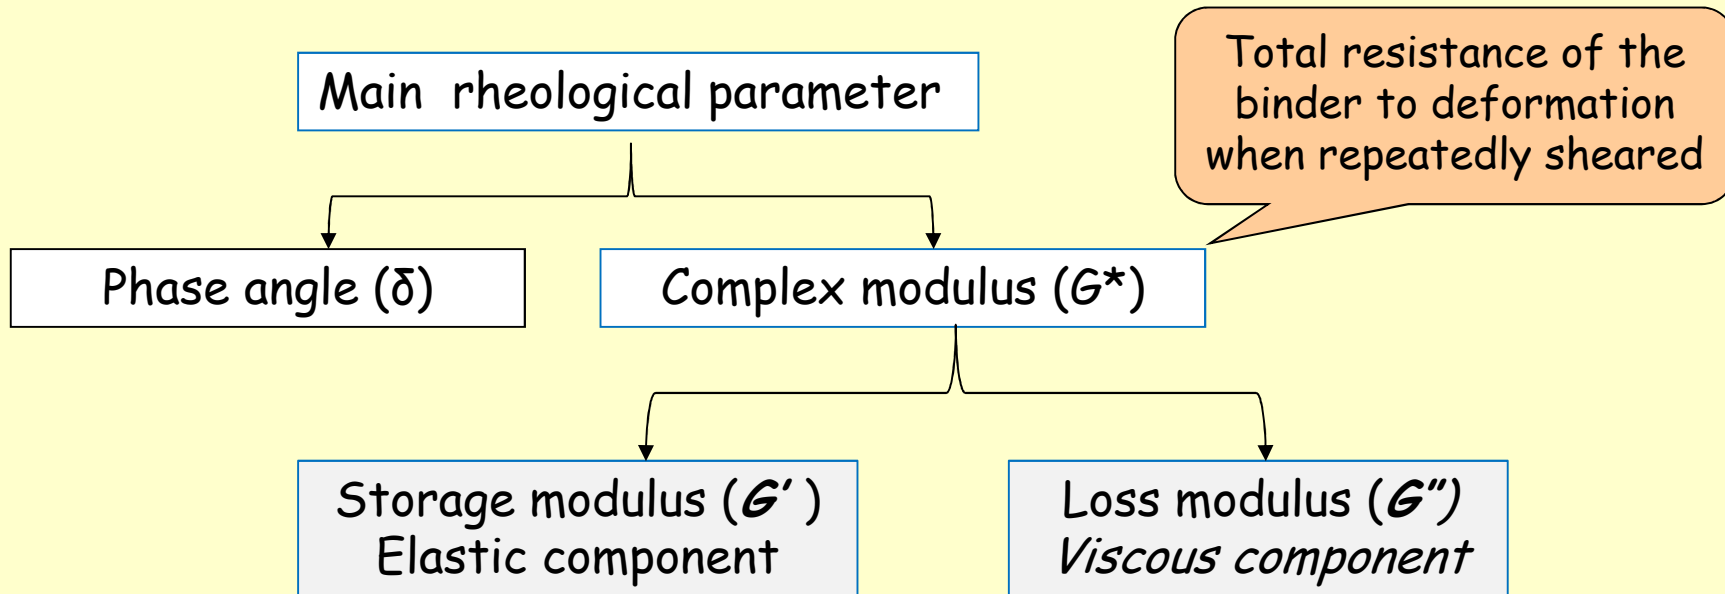 Main rheological parameter
Total resistance of the
binder to deformation
when repeatedly sheared
Phase angle (δ)
Complex modulus (G*)
Storage modulus (G′ )
Elastic component
Loss modulus (G″)
Viscous component